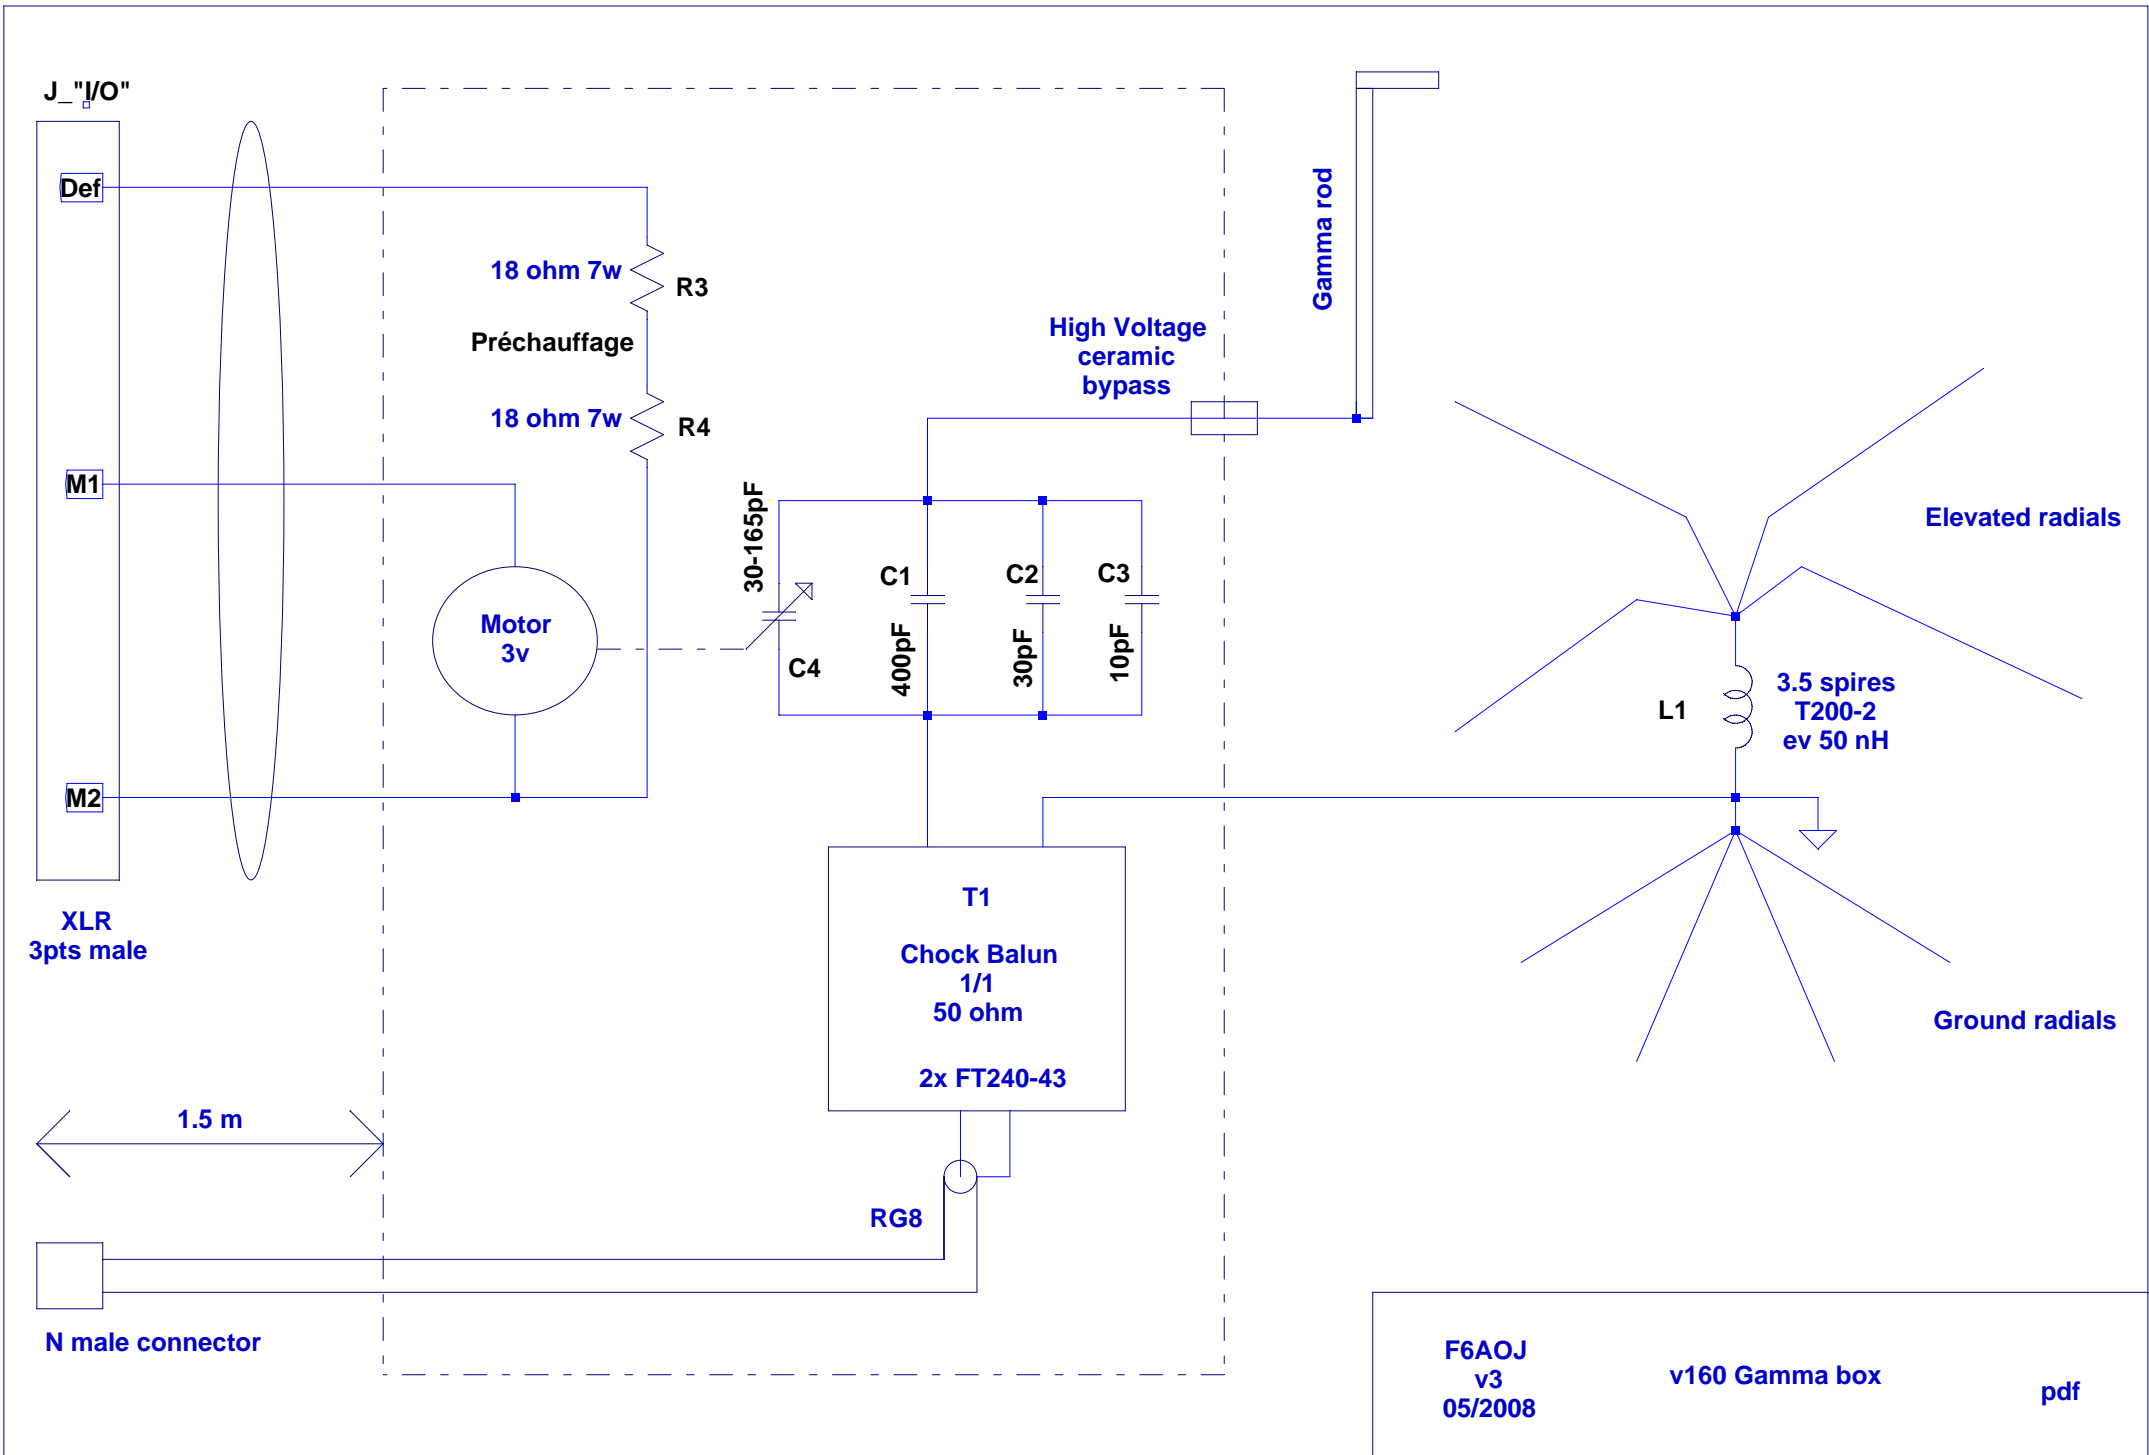 J_"I/O"
Def
M1
M2
XLR
3pts male
1.5 m
N male connector
18 ohm 7w
R3
Préchauffage
18 ohm 7w
R4
Motor
3v
30-165pF
C4
C1
400pF
C2
30pF
C3
10pF
High Voltage
ceramic
bypass
Gamma rod
T1
Chock Balun
1/1
50 ohm
2x FT240-43
RG8
Elevated radials
L1
3.5 spires
T200-2
ev 50 nH
Ground radials
F6AOJ
v3
05/2008
v160 Gamma box
pdf